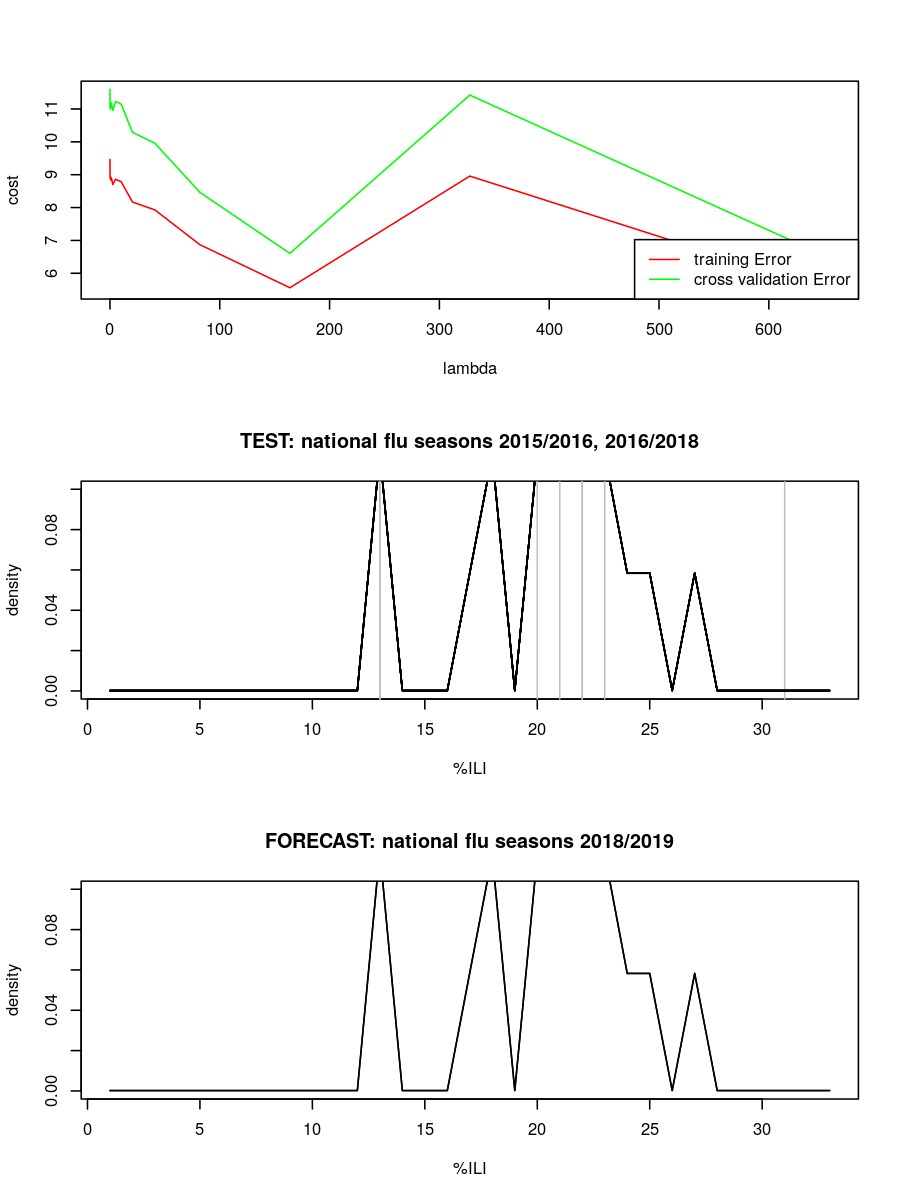 11
10
9
8
7
6
cost
training Error
cross validation Error
0 100 200 300 400 500 600
lambda
TEST: national flu seasons 2015/2016, 2016/2018
0.08
0.04
0.00
density
0 5 10 15 20 25 30
%ILI
FORECAST: national flu seasons 2018/2019
0.08
0.04
0.00
density
0 5 10 15 20 25 30
%ILI